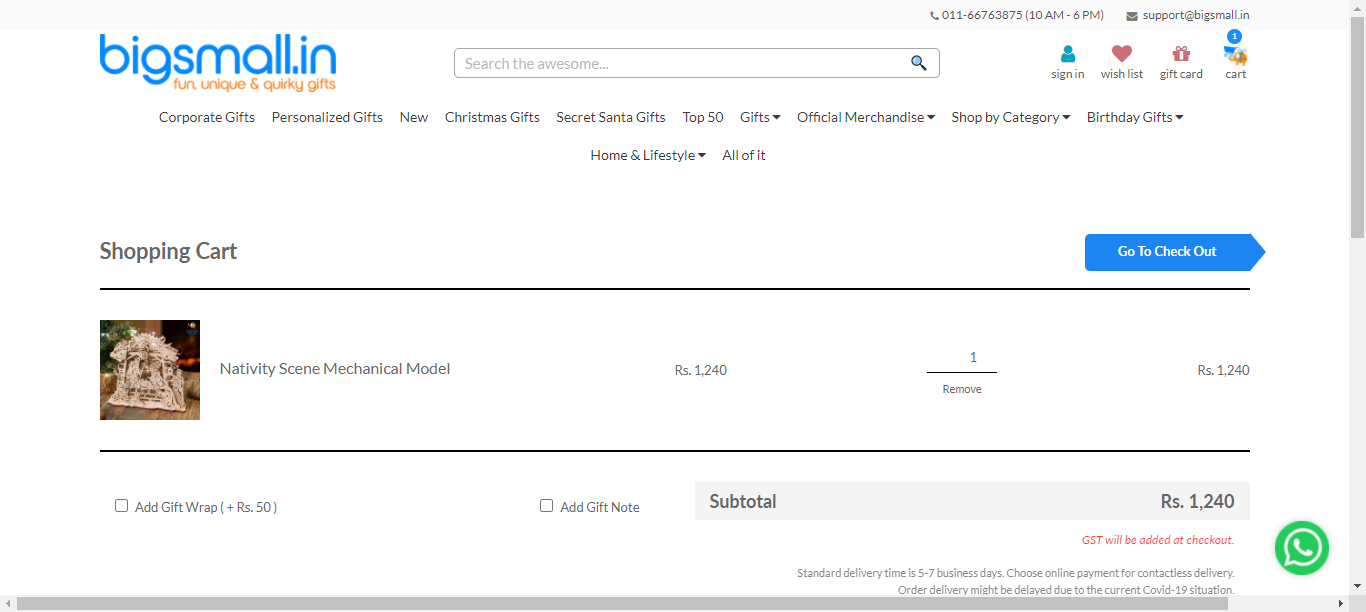 011-66763875 (10 AM - 6 PM) support@bigsmall.in
bigsmall.in
fun, unique & quirky gifts
Search the awesome...
1
sign in wish list gift card cart
Corporate Gifts Personalized Gifts New Christmas Gifts Secret Santa Gifts Top 50 Gifts Official Merchandise Shop by Category Birthday Gifts
Home & Lifestyle All of it
Shopping Cart Go To Check Out
Nativity Scene Mechanical Model Rs. 1,240 1 Rs. 1,240
Remove
Add Gift Wrap ( + Rs. 50 ) Add Gift Note Subtotal Rs. 1,240
GST will be added at checkout.
Standard delivery time is 5-7 business days. Choose online payment for contactless delivery.
Order delivery might be delayed due to the current Covid-19 situation.